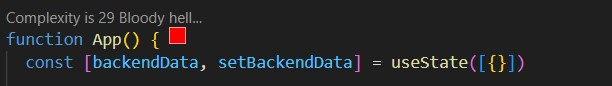 Complexity is 29 Bloody hell...
function App() {
const [backendData, setBackendData] = useState([{}])